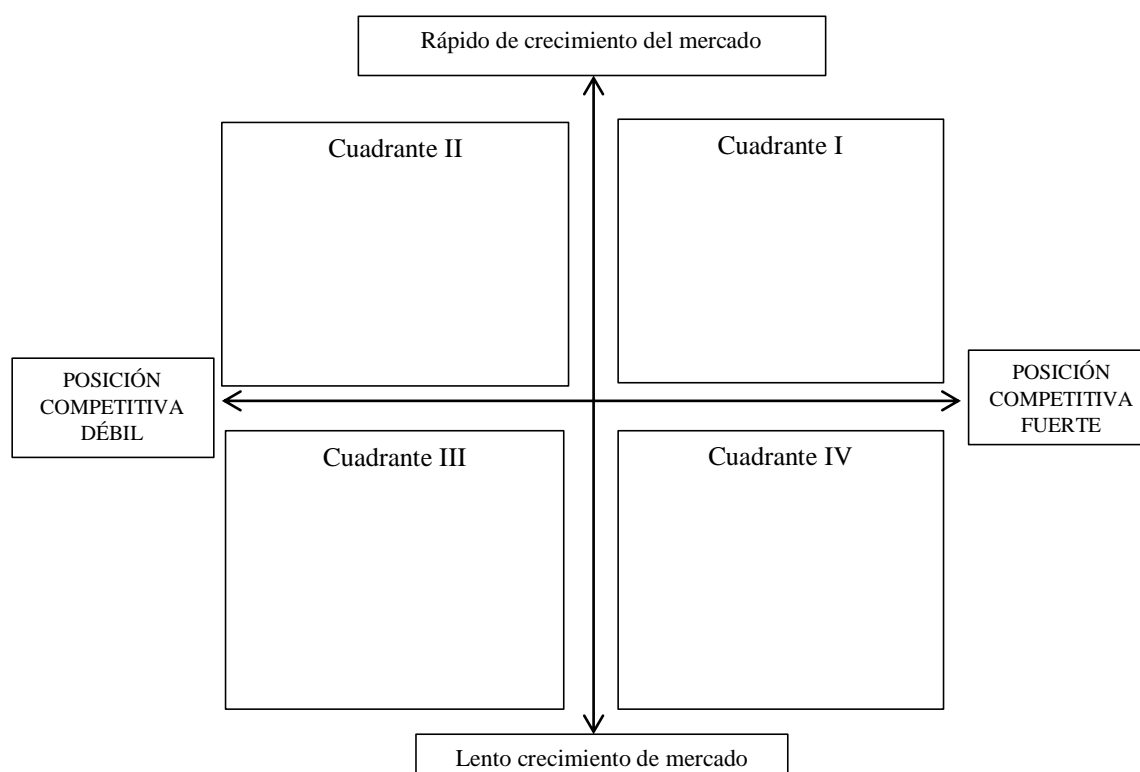 Rápido de crecimiento del mercado
Cuadrante II
Cuadrante I
POSICIÓN
COMPETITIVA
DÉBIL
POSICIÓN
COMPETITIVA
FUERTE
Cuadrante III
Cuadrante IV
Lento crecimiento de mercado